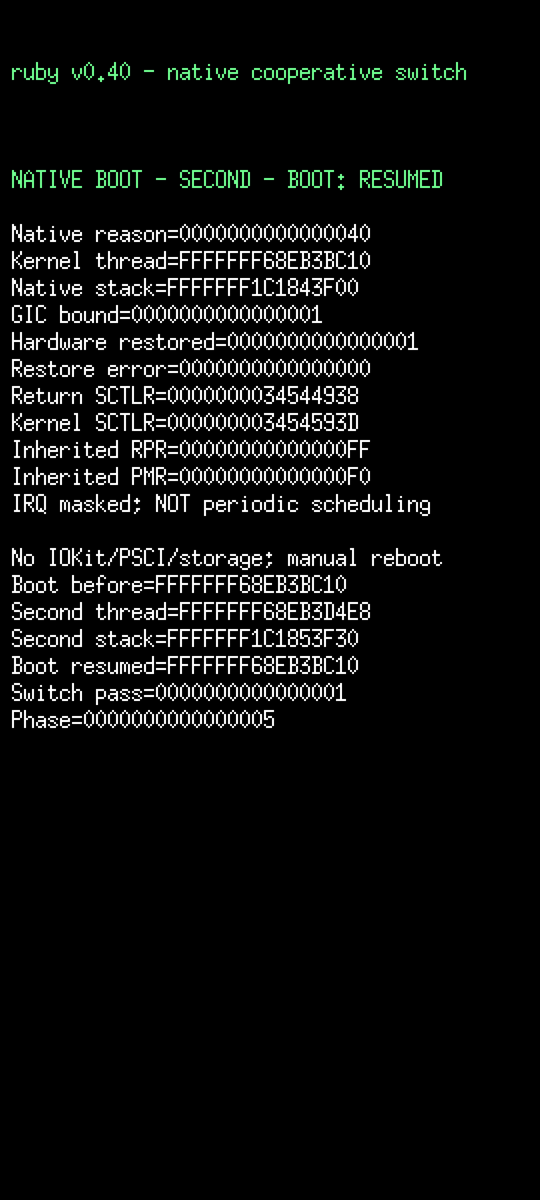 ruby v0.40 - native cooperative switch
NATIVE BOOT - SECOND - BOOT: RESUMED
Native reason=0000000000000040
Kernel thread=FFFFFFF68EB3BC10
Native stack=FFFFFFF1C1843F00
GIC bound=0000000000000001
Hardware restored=0000000000000001
Restore error=0000000000000000
Return SCTLR=0000000034544938
Kernel SCTLR=000000003454593D
Inherited RPR=00000000000000FF
Inherited PMR=00000000000000F0
IRQ masked; NOT periodic scheduling
No IOKit/PSCI/storage; manual reboot
Boot before=FFFFFFF68EB3BC10
Second thread=FFFFFFF68EB3D4E8
Second stack=FFFFFFF1C1853F30
Boot resumed=FFFFFFF68EB3BC10
Switch pass=0000000000000001
Phase=0000000000000005